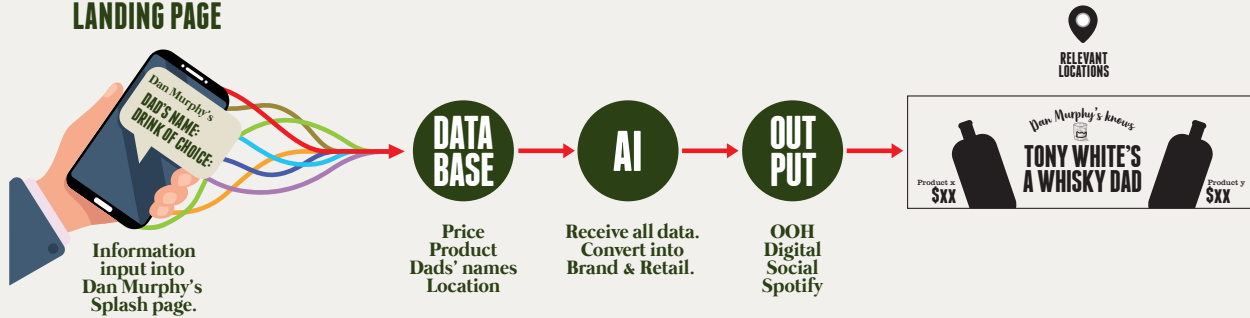 LANDING PAGE
Dan Murphy's
DAD'S NAME:
DRINK OF CHOICE:
Information
input into
Dan Murphy's
Splash page.
DATA
BASE
Price
Product
Dads' names
Location
AI
Receive all data.
Convert into
Brand & Retail.
OUT
PUT
OOH
Digital
Social
Spotify
RELEVANT
LOCATIONS
Dan Murphy's knows
TONY WHITE'S
A WHISKY DAD
Product x
$XX
Product y
$XX